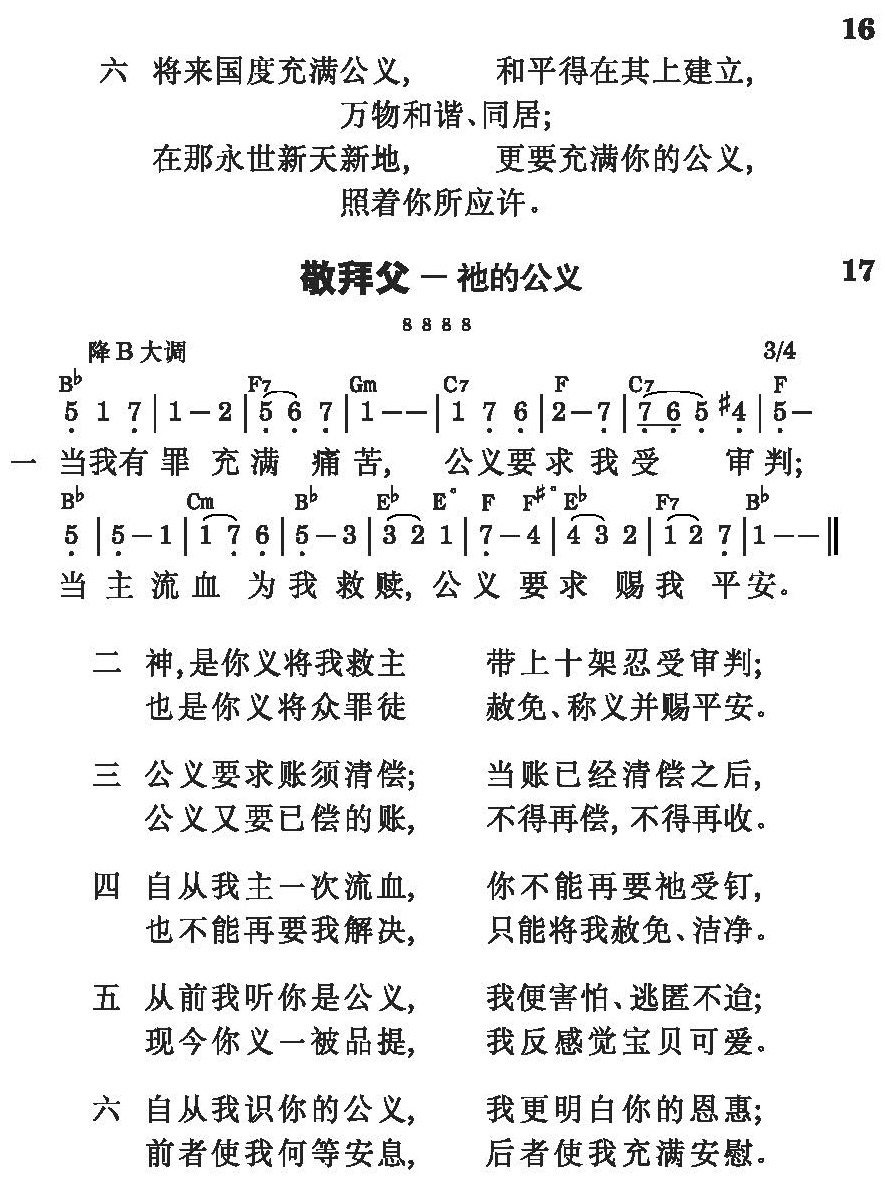 16
六 将来国度充满公义, 和平得在其上建立,
万物和谐、同居;
在那永世新天新地, 更要充满你的公义,
照着你所应许。
敬拜父－祂的公义 17
8 8 8 8
降B大调 3/4
B♭ F7 Gm C7 F C7 F
5 1 7 | 1 – 2 | 5 6 7 | 1 – – | 1 7 6 | 2 – 7 | 7 6 5 ♯4 | 5 –
一 当我有罪充满痛苦, 公义要求我受审判;
B♭ Cm B♭ E♭ E° F F♯° E♭ F7 B♭
5 | 5 – 1 | 1 7 6 | 5 – 3 | 3 2 1 | 7 – 4 | 4 3 2 | 1 2 7 | 1 – – ‖
当主流血为我救赎, 公义要求赐我平安。
二 神,是你义将我救主 带上十架忍受审判;
也是你义将众罪徒 赦免、称义并赐平安。
三 公义要求账须清偿; 当账已经清偿之后,
公义又要已偿的账, 不得再偿, 不得再收。
四 自从我主一次流血, 你不能再要祂受钉,
也不能再要我解决, 只能将我赦免、洁净。
五 从前我听你是公义, 我便害怕、逃匿不迨;
现今你义一被品提, 我反感觉宝贝可爱。
六 自从我识你的公义, 我更明白你的恩惠;
前者使我何等安息, 后者使我充满安慰。